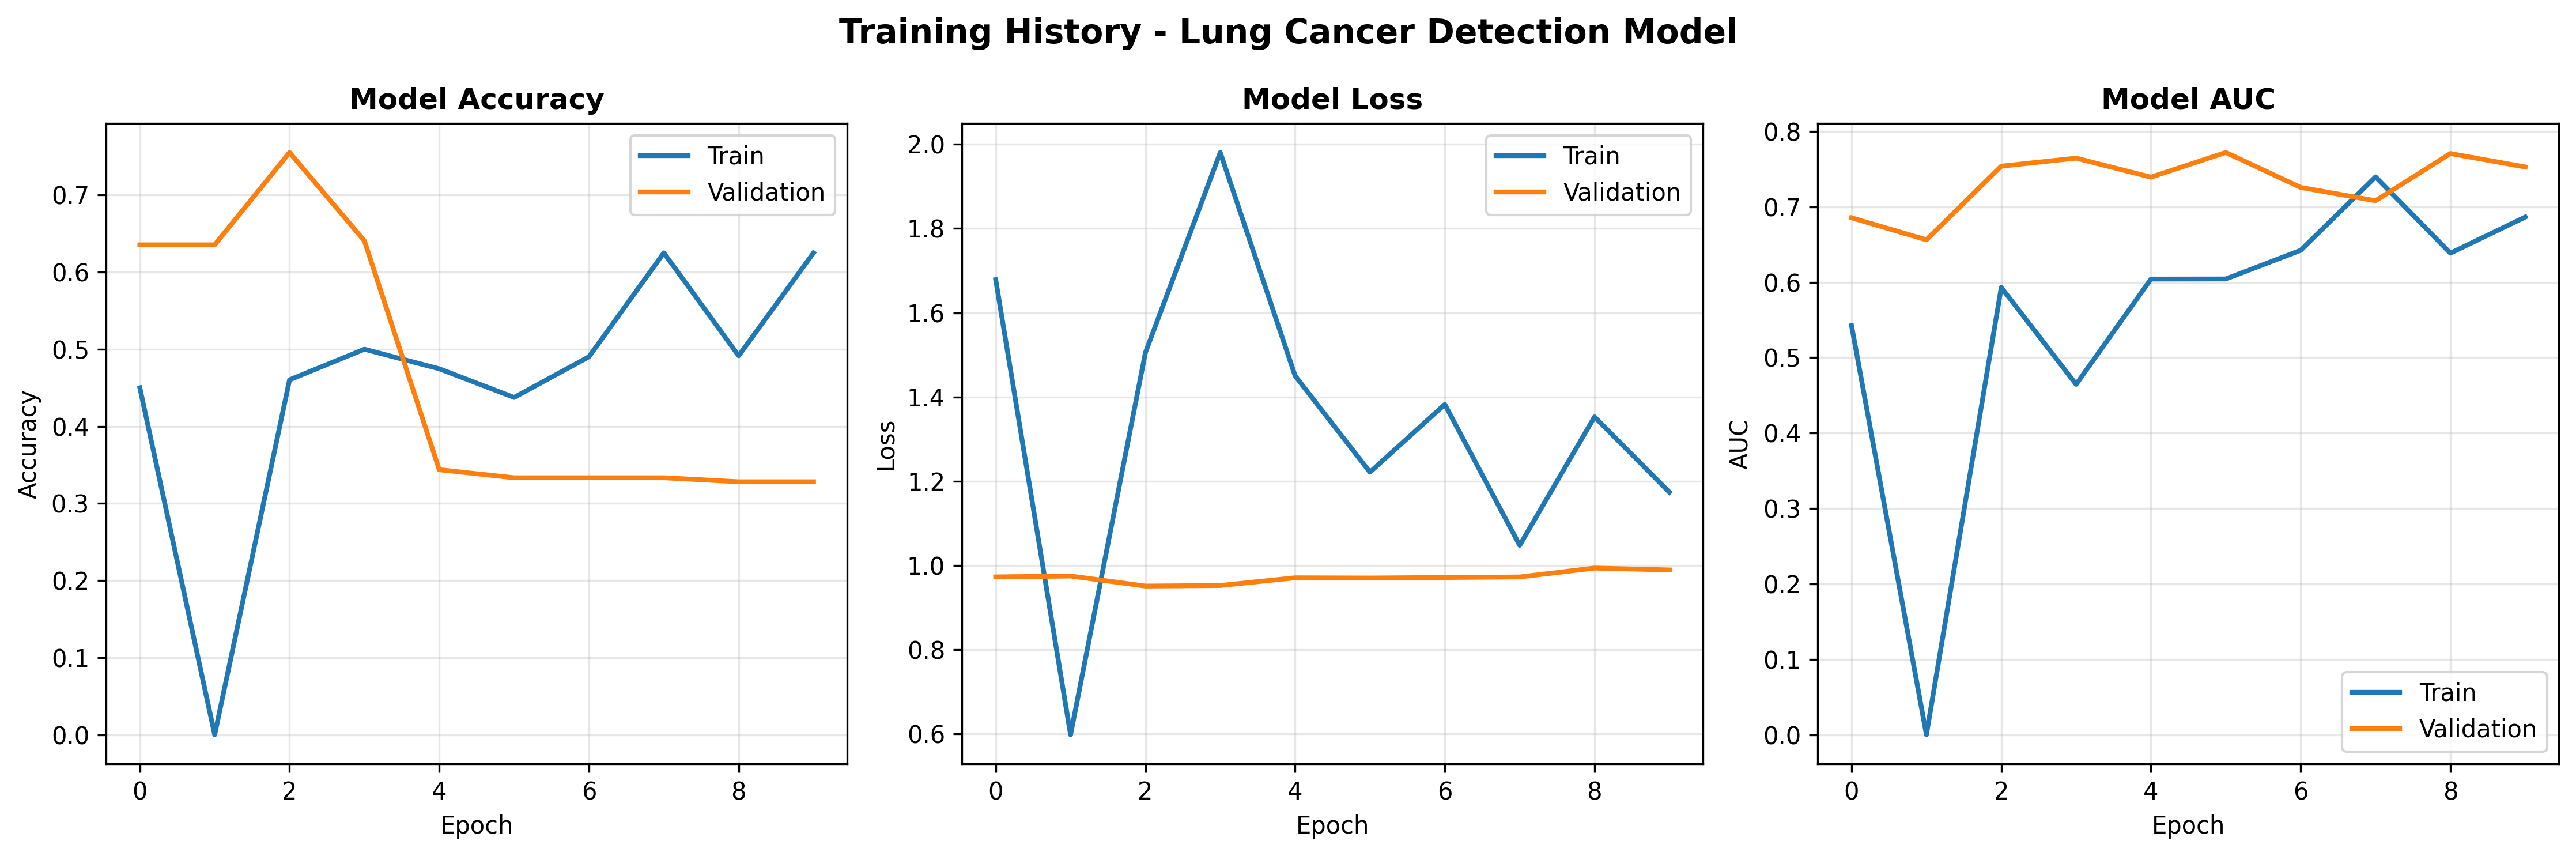 Training History - Lung Cancer Detection Model
Model Accuracy
Train
Validation
0.7
0.6
0.5
0.4
0.3
0.2
0.1
0.0
Accuracy
0 2 4 6 8
Epoch
Model Loss
Train
Validation
2.0
1.8
1.6
1.4
1.2
1.0
0.8
0.6
Loss
0 2 4 6 8
Epoch
Model AUC
0.8
0.7
0.6
0.5
0.4
0.3
0.2
0.1
0.0
AUC
Train
Validation
0 2 4 6 8
Epoch